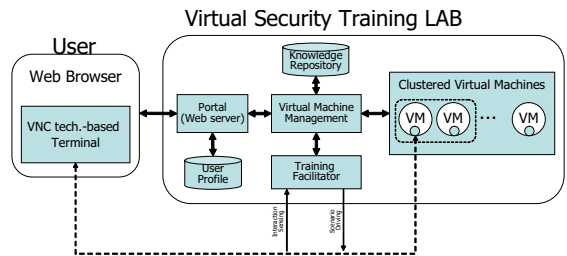 Virtual Security Training LAB
User
Web Browser
VNC tech.-based
Terminal
Portal
(Web server)
User
Profile
Knowledge
Repository
Virtual Machine
Management
Training
Facilitator
Clustered Virtual Machines
VM
VM
...
VM
Interaction
Sensing
Scenario
Driving